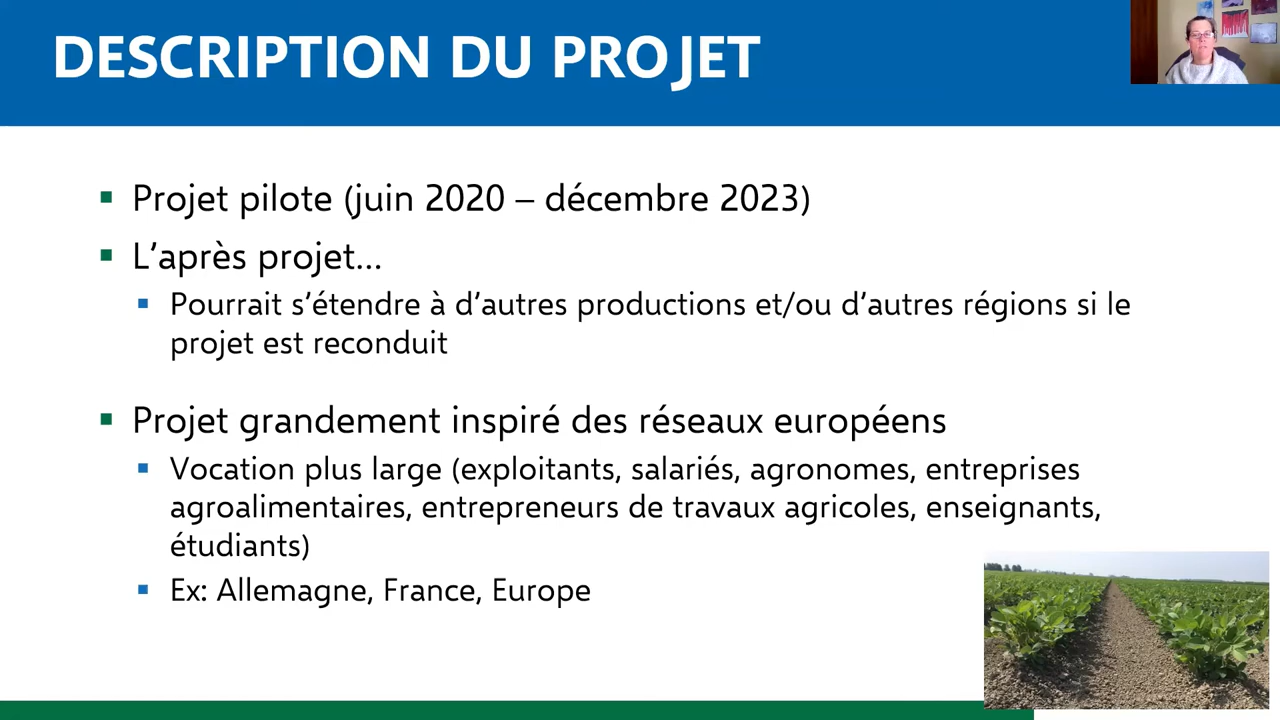 DESCRIPTION DU PROJET
▪ Projet pilote (juin 2020 – décembre 2023)
▪ L’après projet…
▪ Pourrait s’étendre à d’autres productions et/ou d’autres régions si le
projet est reconduit
▪ Projet grandement inspiré des réseaux européens
▪ Vocation plus large (exploitants, salariés, agronomes, entreprises
agroalimentaires, entrepreneurs de travaux agricoles, enseignants,
étudiants)
▪ Ex: Allemagne, France, Europe